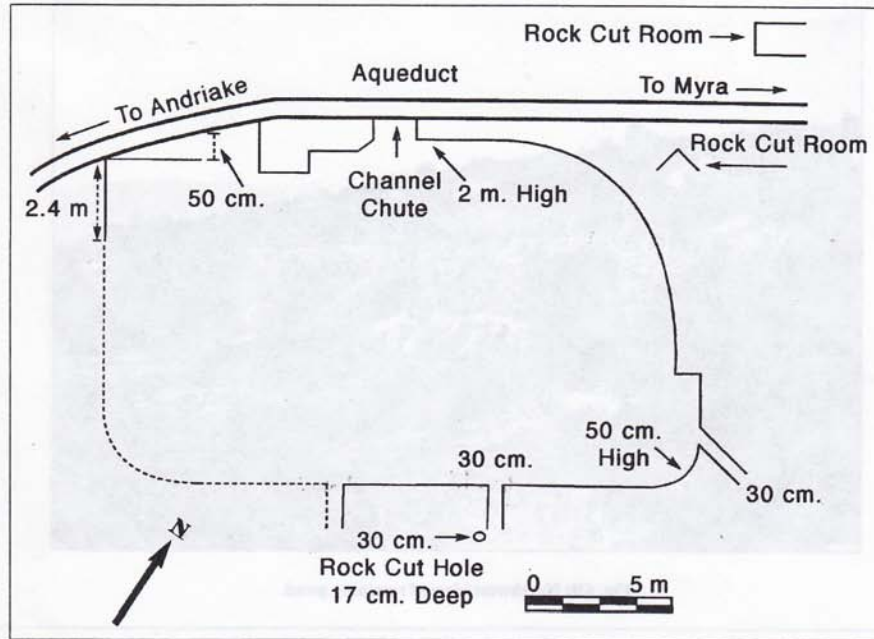 Rock Cut Room
Aqueduct
To Myra
To Andriake
Rock Cut Room
Channel
Chute
2 m. High
50 cm.
2.4 m
50 cm.
High
30 cm.
30 cm.
N
30 cm.
Rock Cut Hole
17 cm. Deep
0 5 m